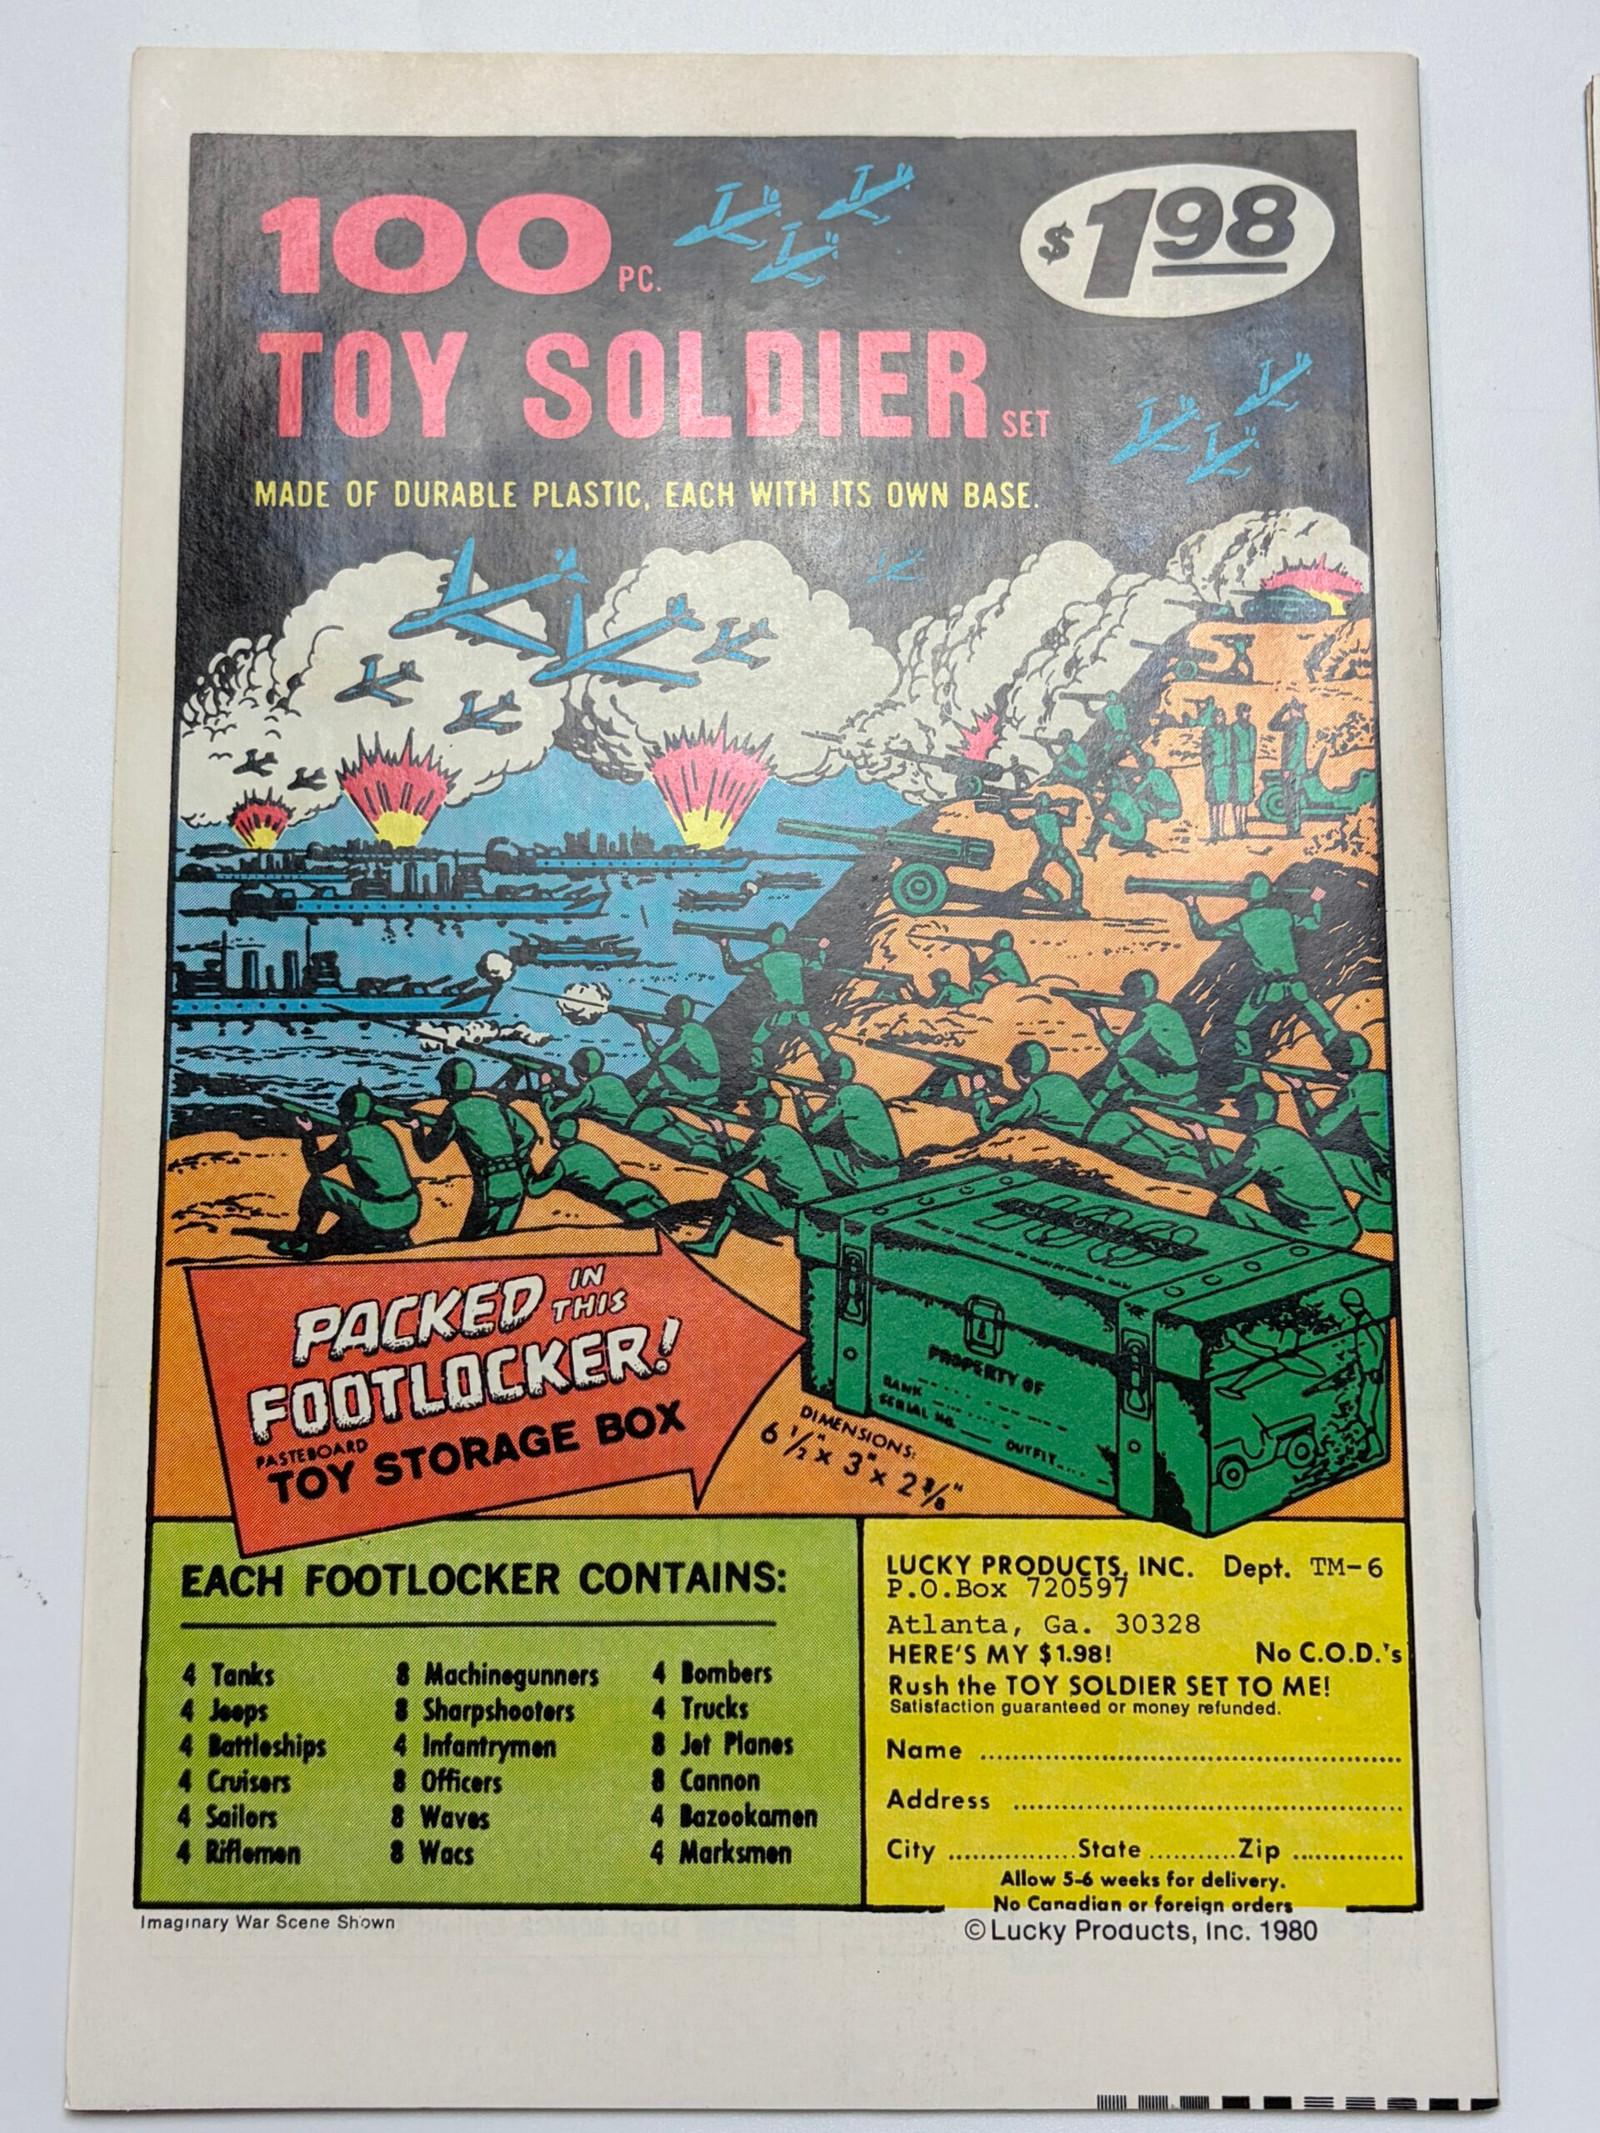 100 PC.
$1.98
TOY SOLDIER SET
MADE OF DURABLE PLASTIC, EACH WITH ITS OWN BASE.
PACKED IN THIS
FOOTLOCKER!
PASTEBOARD
TOY STORAGE BOX
PROPERTY OF
RANK
SERIAL NO.
OUTFIT
DIMENSIONS:
6 1/2" x 3" x 2 3/8"
EACH FOOTLOCKER CONTAINS:
4 Tanks
4 Jeeps
4 Battleships
4 Cruisers
4 Sailors
4 Riflemen
8 Machinegunners
8 Sharpshooters
4 Infantrymen
8 Officers
8 Waves
8 Wacs
4 Bombers
4 Trucks
8 Jet Planes
8 Cannon
4 Bazookamen
4 Marksmen
LUCKY PRODUCTS, INC. Dept. TM-6
P.O.Box 720597
Atlanta, Ga. 30328
HERE'S MY $1.98! No C.O.D.'s
Rush the TOY SOLDIER SET TO ME!
Satisfaction guaranteed or money refunded.
Name
Address
City State Zip
Allow 5-6 weeks for delivery.
No Canadian or foreign orders
Imaginary War Scene Shown
©Lucky Products, Inc. 1980